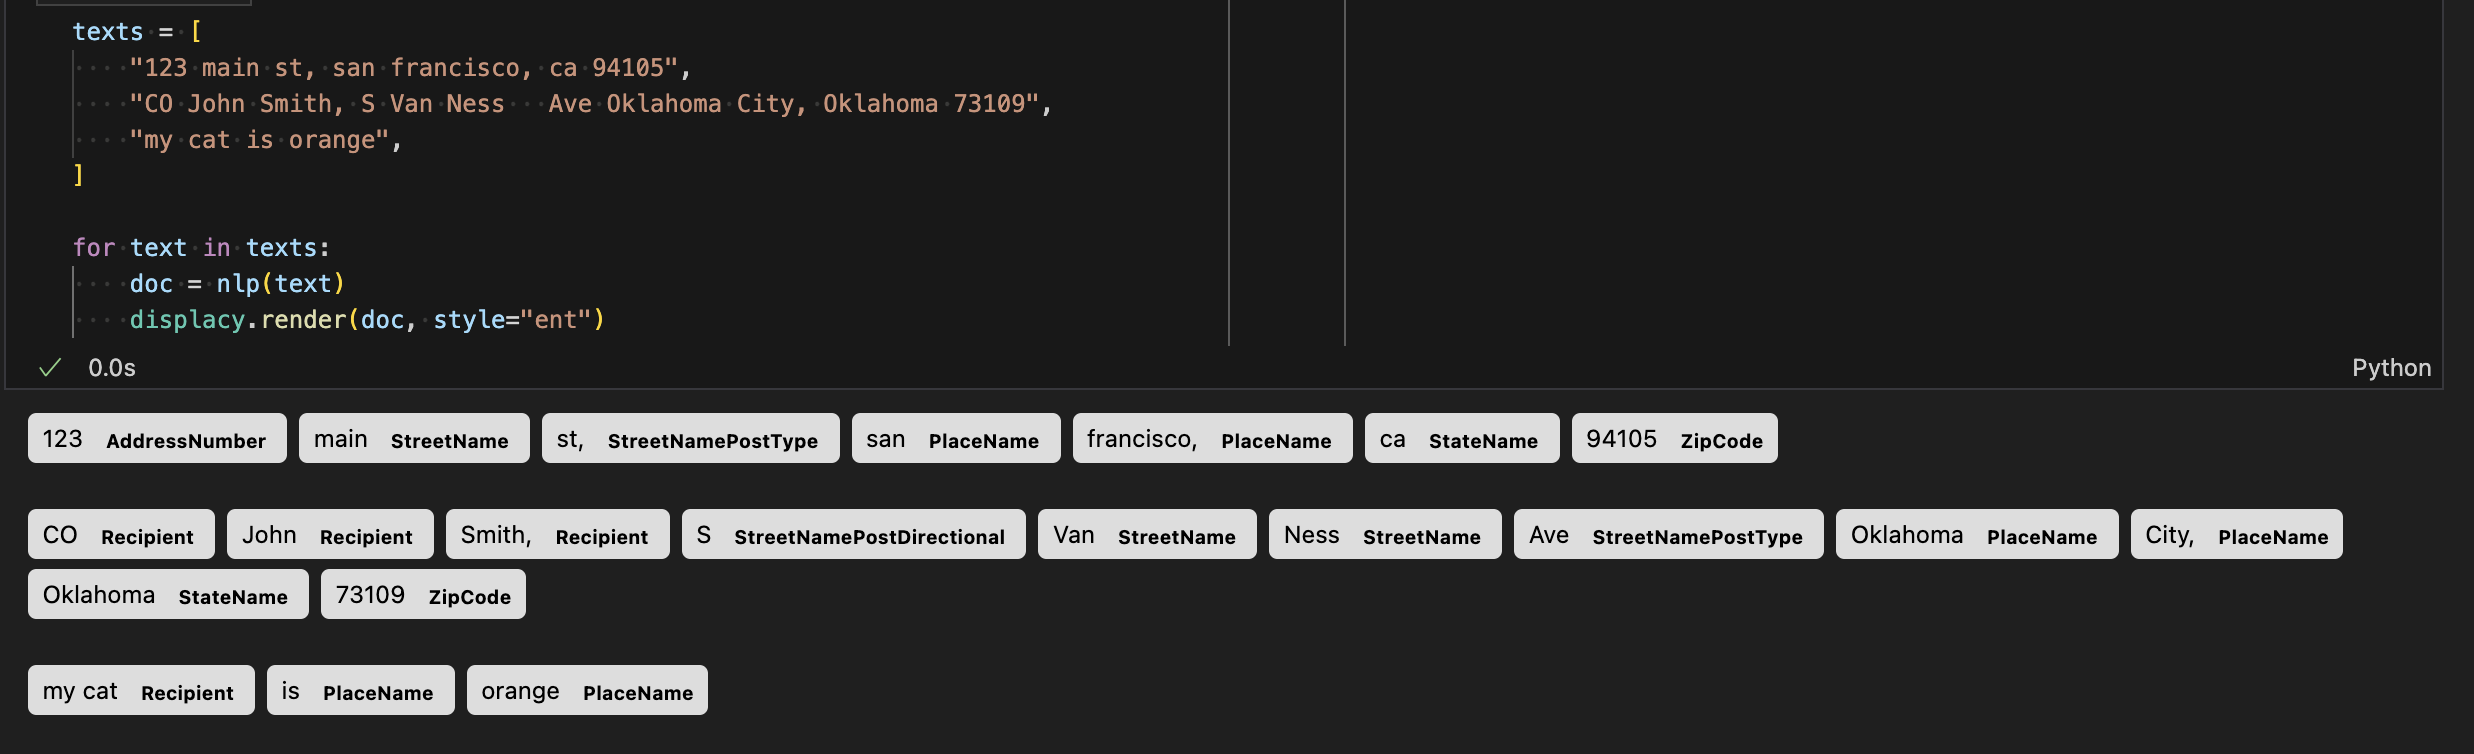 texts = [
    "123 main st, san francisco, ca 94105",
    "CO John Smith, S Van Ness   Ave Oklahoma City, Oklahoma 73109",
    "my cat is orange",
]
for text in texts:
    doc = nlp(text)
    displacy.render(doc, style="ent")
0.0s Python
123 AddressNumber main StreetName st, StreetNamePostType san PlaceName francisco, PlaceName ca StateName 94105 ZipCode
CO Recipient John Recipient Smith, Recipient S StreetNamePostDirectional Van StreetName Ness StreetName Ave StreetNamePostType Oklahoma PlaceName City, PlaceName
Oklahoma StateName 73109 ZipCode
my cat Recipient is PlaceName orange PlaceName